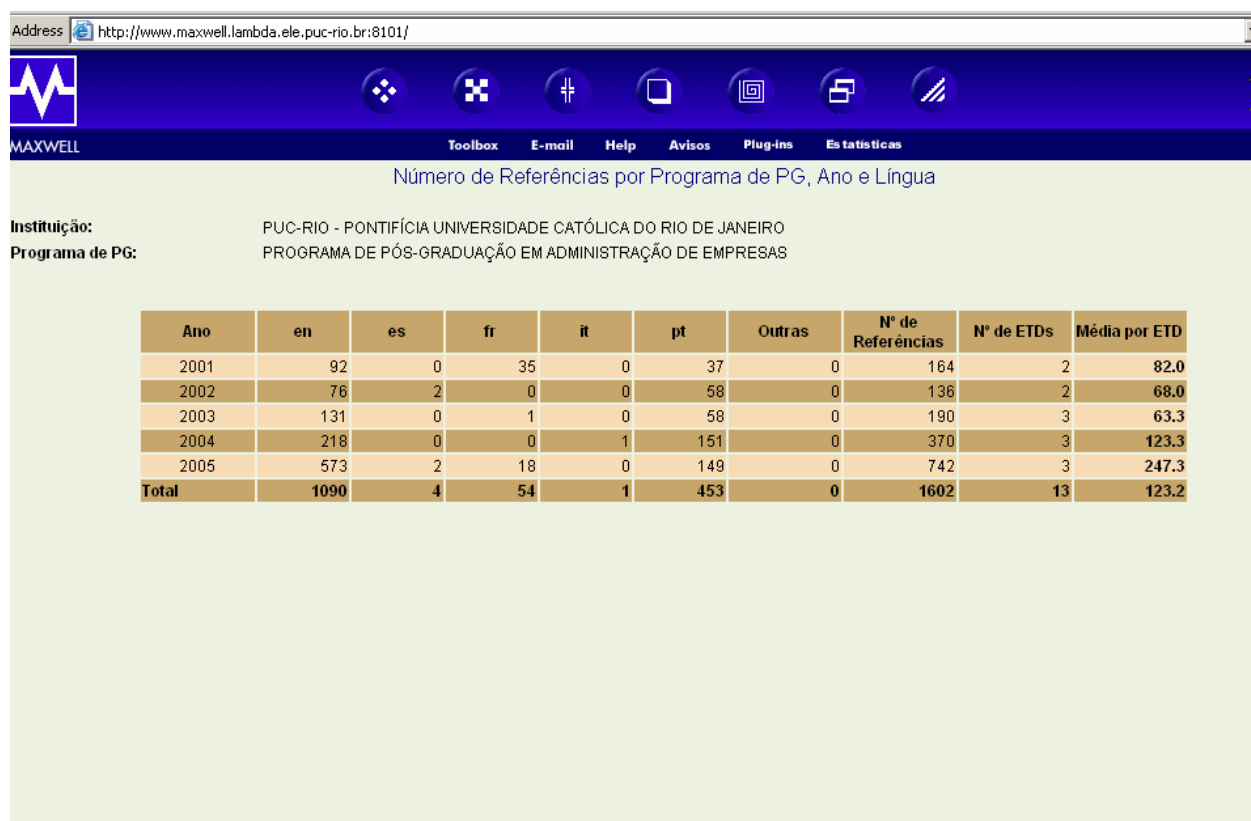 Address http://www.maxwell.lambda.ele.puc-rio.br:8101/
MAXWELL Toolbox E-mail Help Avisos Plug-ins Estatísticas
Número de Referências por Programa de PG, Ano e Língua
Instituição: PUC-RIO - PONTIFÍCIA UNIVERSIDADE CATÓLICA DO RIO DE JANEIRO
Programa de PG: PROGRAMA DE PÓS-GRADUAÇÃO EM ADMINISTRAÇÃO DE EMPRESAS
Ano en es fr it pt Outras Nº de Referências Nº de ETDs Média por ETD
2001 92 0 35 0 37 0 164 2 82.0
2002 76 2 0 0 58 0 136 2 68.0
2003 131 0 1 0 58 0 190 3 63.3
2004 218 0 0 1 151 0 370 3 123.3
2005 573 2 18 0 149 0 742 3 247.3
Total 1090 4 54 1 453 0 1602 13 123.2